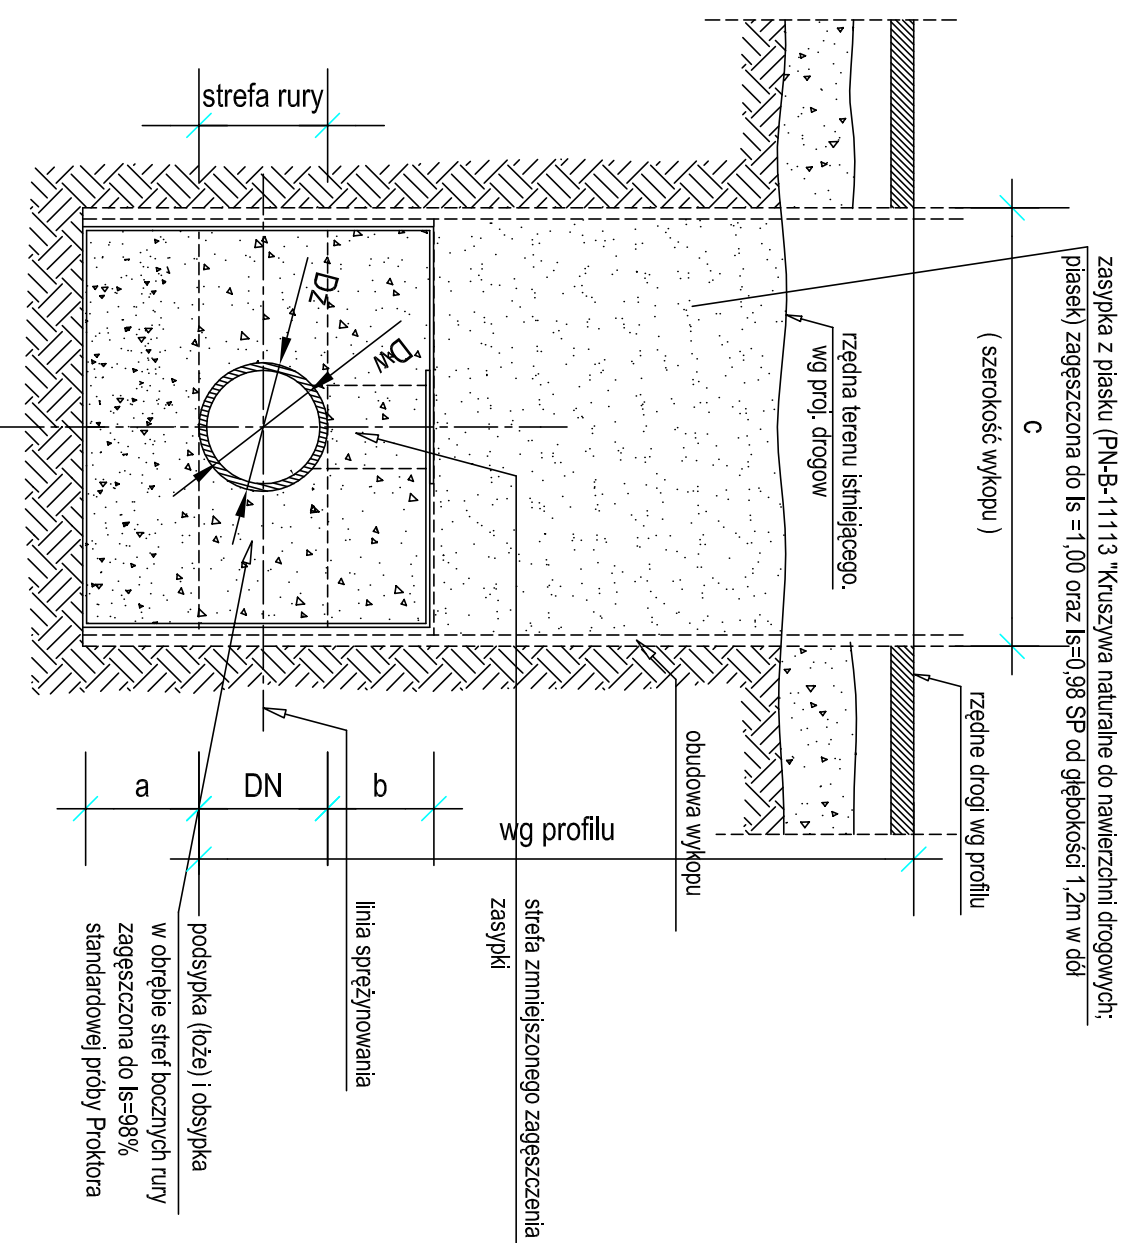 zasypka z piasku (PN-B-11113 "Kruszywa naturalne do nawierzchni drogowych;
piasek) zagęszczona do Is =1,00 oraz Is=0,98 SP od głębokości 1,2m w dół
c
( szerokość wykopu )
rzędne drogi wg profilu
rzędna terenu istniejącego.
wg proj. drogow
obudowa wykopu
strefa rury
Dz
Dw
a
DN
b
wg profilu
strefa zmniejszonego zagęszczenia
zasypki
linia sprężynowania
podsypka (łoże) i obsypka
w obrębie stref bocznych rury
zagęszczona do Is=98%
standardowej próby Proktora